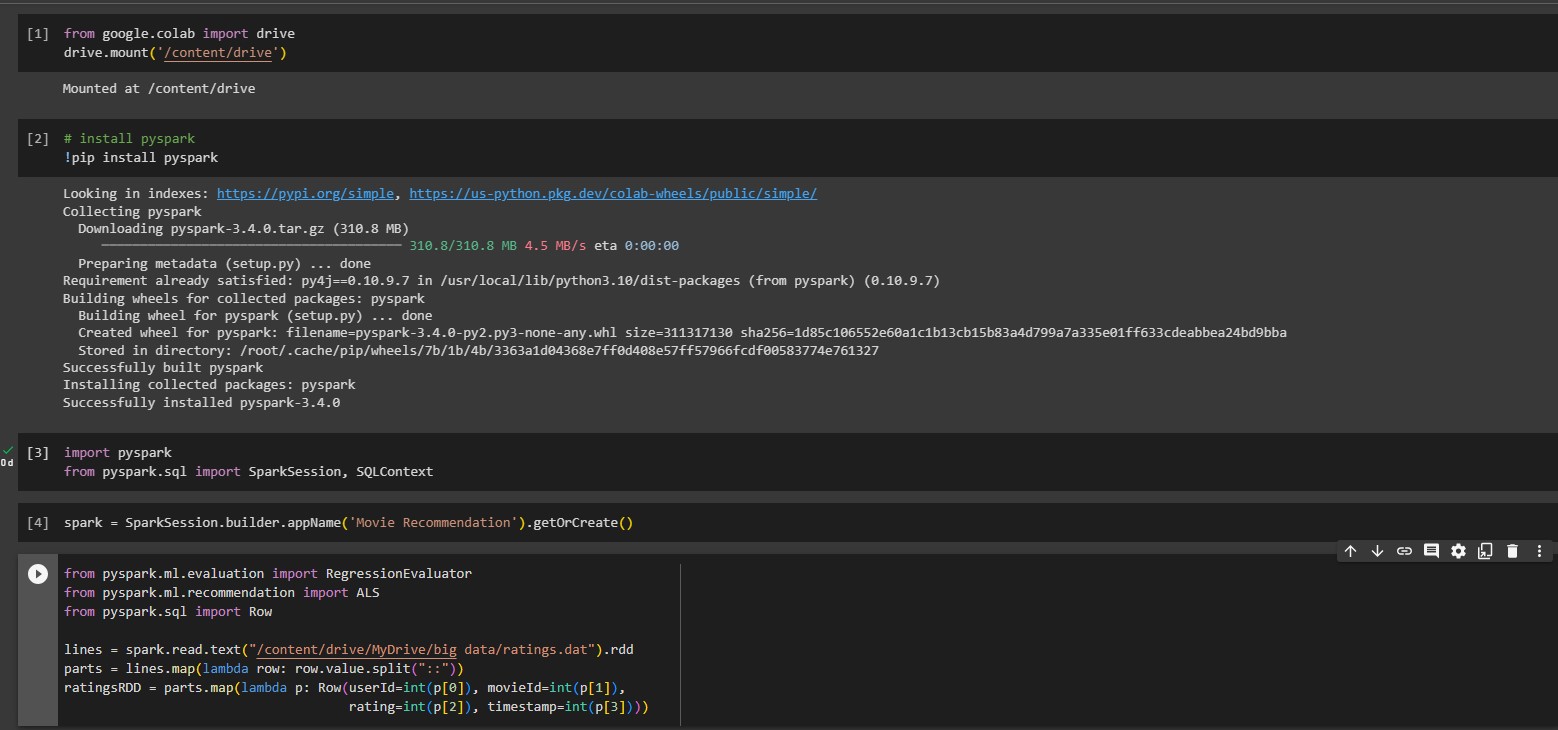 [1] from google.colab import drive
drive.mount('/content/drive')
Mounted at /content/drive
[2] # install pyspark
!pip install pyspark
Looking in indexes: https://pypi.org/simple, https://us-python.pkg.dev/colab-wheels/public/simple/
Collecting pyspark
Downloading pyspark-3.4.0.tar.gz (310.8 MB)
310.8/310.8 MB 4.5 MB/s eta 0:00:00
Preparing metadata (setup.py) ... done
Requirement already satisfied: py4j==0.10.9.7 in /usr/local/lib/python3.10/dist-packages (from pyspark) (0.10.9.7)
Building wheels for collected packages: pyspark
Building wheel for pyspark (setup.py) ... done
Created wheel for pyspark: filename=pyspark-3.4.0-py2.py3-none-any.whl size=311317130 sha256=1d85c106552e60a1c1b13cb15b83a4d799a7a335e01ff633cdeabbea24bd9bba
Stored in directory: /root/.cache/pip/wheels/7b/1b/4b/3363a1d04368e7ff0d408e57ff57966fcdf00583774e761327
Successfully built pyspark
Installing collected packages: pyspark
Successfully installed pyspark-3.4.0
[3] import pyspark
0 d from pyspark.sql import SparkSession, SQLContext
[4] spark = SparkSession.builder.appName('Movie Recommendation').getOrCreate()
from pyspark.ml.evaluation import RegressionEvaluator
from pyspark.ml.recommendation import ALS
from pyspark.sql import Row
lines = spark.read.text("/content/drive/MyDrive/big data/ratings.dat").rdd
parts = lines.map(lambda row: row.value.split("::"))
ratingsRDD = parts.map(lambda p: Row(userId=int(p[0]), movieId=int(p[1]),
rating=int(p[2]), timestamp=int(p[3])))